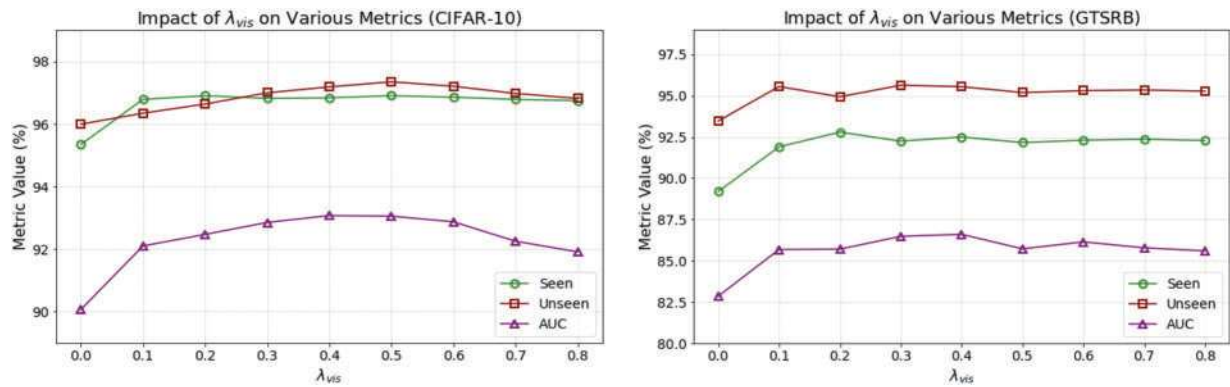 Impact of λvis on Various Metrics (CIFAR-10)
Metric Value (%)
98
96
94
92
90
0.0 0.1 0.2 0.3 0.4 0.5 0.6 0.7 0.8
λvis
Seen
Unseen
AUC
Impact of λvis on Various Metrics (GTSRB)
Metric Value (%)
97.5
95.0
92.5
90.0
87.5
85.0
82.5
80.0
0.0 0.1 0.2 0.3 0.4 0.5 0.6 0.7 0.8
λvis
Seen
Unseen
AUC